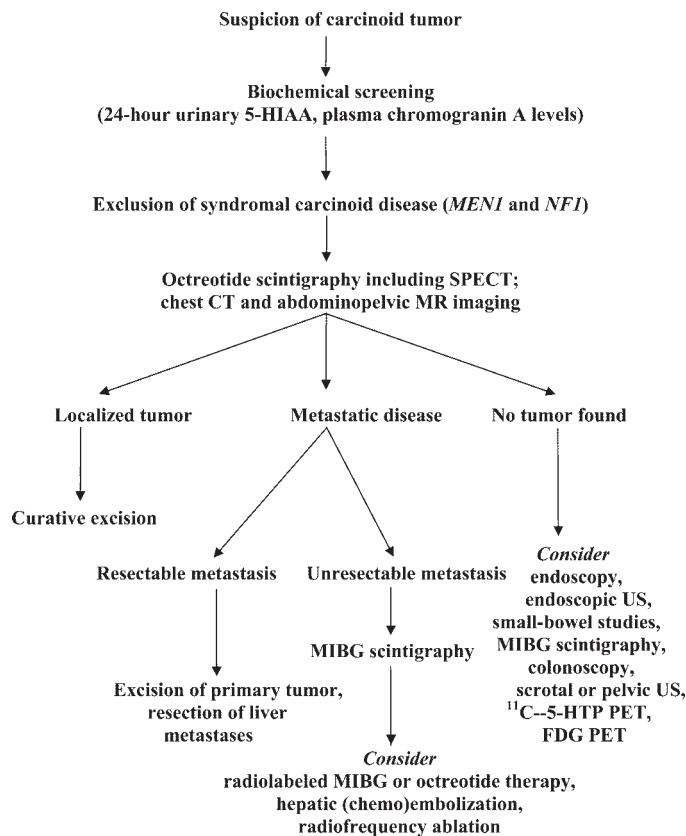 Suspicion of carcinoid tumor
Biochemical screening
(24-hour urinary 5-HIAA, plasma chromogranin A levels)
Exclusion of syndromal carcinoid disease (MEN1 and NF1)
Octreotide scintigraphy including SPECT;
chest CT and abdominopelvic MR imaging
Localized tumor
Metastatic disease
No tumor found
Curative excision
Consider
endoscopy,
endoscopic US,
small-bowel studies,
MIBG scintigraphy,
colonoscopy,
scrotal or pelvic US,
¹¹C--5-HTP PET,
FDG PET
Resectable metastasis
Unresectable metastasis
MIBG scintigraphy
Excision of primary tumor,
resection of liver
metastases
Consider
radiolabeled MIBG or octreotide therapy,
hepatic (chemo)embolization,
radiofrequency ablation